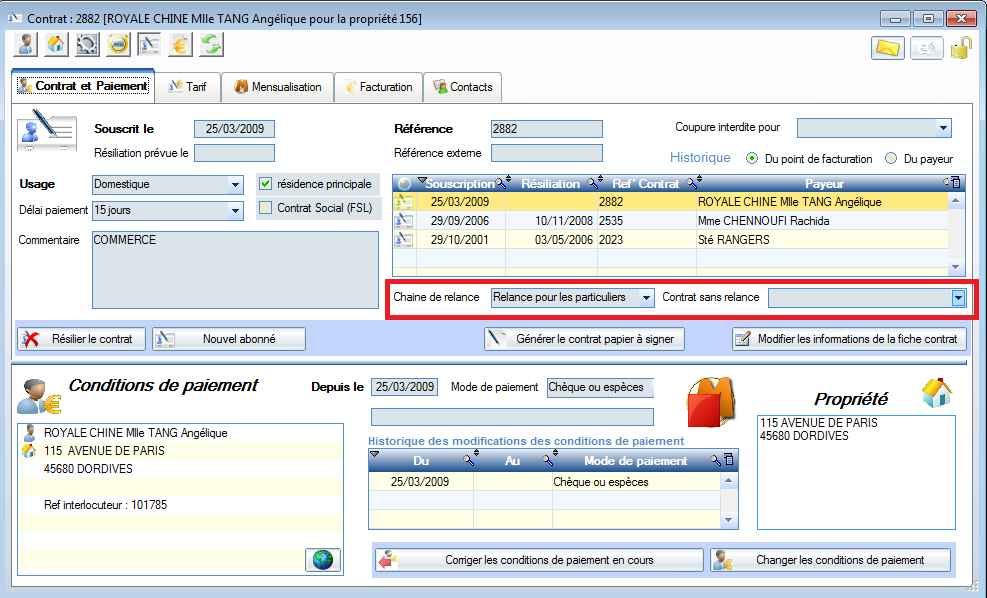 Contrat : 2882 [ROYALE CHINE Mlle TANG Angélique pour la propriété 156]
Contrat et Paiement Tarif Mensualisation Facturation Contacts
Souscrit le 25/03/2009 Référence 2882 Coupure interdite pour
Résiliation prévue le Référence externe Historique Du point de facturation Du payeur
Usage Domestique résidence principale
Délai paiement 15 jours Contrat Social (FSL)
Commentaire COMMERCE
Souscription Résiliation Ref° Contrat Payeur
25/03/2009 2882 ROYALE CHINE Mlle TANG Angélique
29/09/2006 10/11/2008 2535 Mme CHENNOUFI Rachida
29/10/2001 03/05/2006 2023 Sté RANGERS
Chaine de relance Relance pour les particuliers Contrat sans relance
Résilier le contrat Nouvel abonné Générer le contrat papier à signer Modifier les informations de la fiche contrat
Conditions de paiement Depuis le 25/03/2009 Mode de paiement Chèque ou espèces
ROYALE CHINE Mlle TANG Angélique
115 AVENUE DE PARIS
45680 DORDIVES
Ref interlocuteur : 101785
Historique des modifications des conditions de paiement
Du Au Mode de paiement
25/03/2009 Chèque ou espèces
Propriété
115 AVENUE DE PARIS
45680 DORDIVES
Corriger les conditions de paiement en cours Changer les conditions de paiement